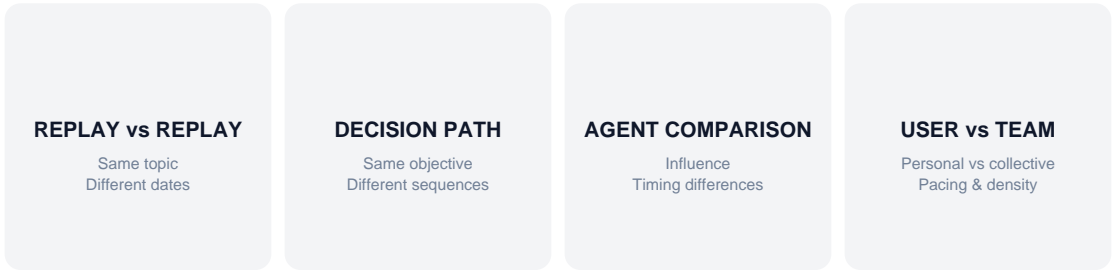 REPLAY vs REPLAY
Same topic
Different dates
DECISION PATH
Same objective
Different sequences
AGENT COMPARISON
Influence
Timing differences
USER vs TEAM
Personal vs collective
Pacing & density